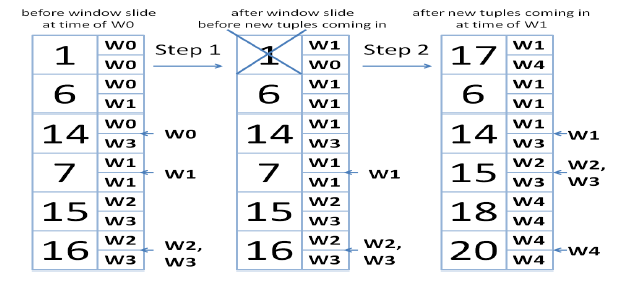 before window slide
at time of W0
after window slide
before new tuples coming in
after new tuples coming in
at time of W1
1 W0 W0
6 W0 W1
14 W0 W3
7 W1 W1
15 W2 W3
16 W2 W3
W0
W1
W2,
W3
Step 1
1 W1 W0
6 W1 W1
14 W1 W3
7 W1 W1
15 W2 W3
16 W2 W3
W1
W2,
W3
Step 2
17 W1 W4
6 W1 W1
14 W1 W3
15 W2 W3
18 W4 W4
20 W4 W4
W1
W2,
W3
W4